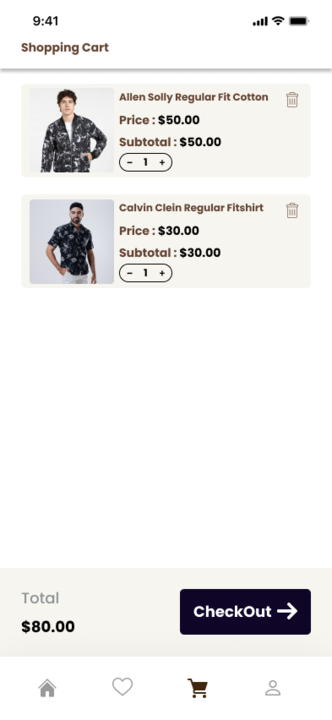 9:41
Shopping Cart
Allen Solly Regular Fit Cotton
Price : $50.00
Subtotal : $50.00
- 1 +
Calvin Clein Regular Fitshirt
Price : $30.00
Subtotal : $30.00
- 1 +
Total
$80.00
CheckOut